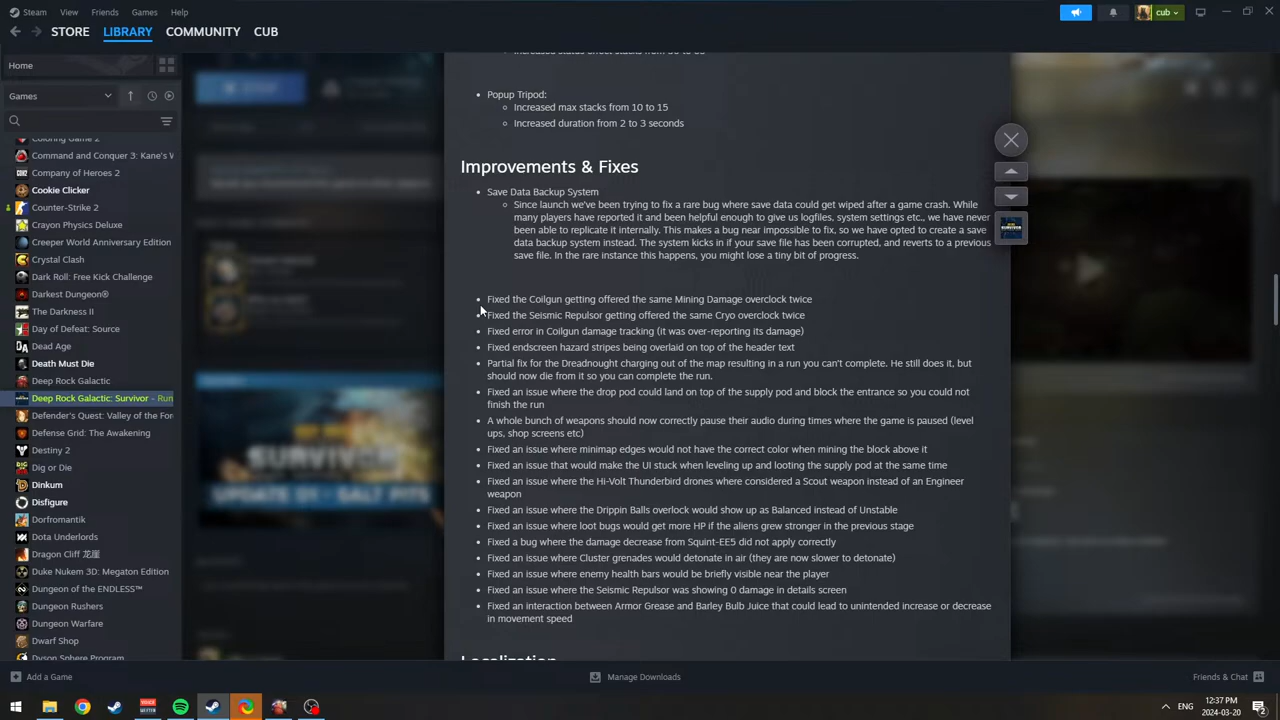 Steam View Friends Games Help
cub
STORE LIBRARY COMMUNITY CUB
Home
Games
Command and Conquer 3: Kane's W
Company of Heroes 2
Cookie Clicker
Counter-Strike 2
Crayon Physics Deluxe
Creeper World Anniversary Edition
Crystal Clash
Dark Roll: Free Kick Challenge
Darkest Dungeon®
The Darkness II
Day of Defeat: Source
Dead Age
Death Must Die
Deep Rock Galactic
Deep Rock Galactic: Survivor - Run
Defender's Quest: Valley of the For
Defense Grid: The Awakening
Destiny 2
Dig or Die
Dinkum
Disfigure
Dorfromantik
Dota Underlords
Dragon Cliff 龙崖
Duke Nukem 3D: Megaton Edition
Dungeon of the ENDLESS™
Dungeon Rushers
Dungeon Warfare
Dwarf Shop
Dyson Sphere Program
Popup Tripod:
Increased max stacks from 10 to 15
Increased duration from 2 to 3 seconds
Improvements & Fixes
Save Data Backup System
Since launch we've been trying to fix a rare bug where save data could get wiped after a game crash. While
many players have reported it and been helpful enough to give us logfiles, system settings etc., we have never
been able to replicate it internally. This makes a bug near impossible to fix, so we have opted to create a save
data backup system instead. The system kicks in if your save file has been corrupted, and reverts to a previous
save file. In the rare instance this happens, you might lose a tiny bit of progress.
Fixed the Coilgun getting offered the same Mining Damage overclock twice
Fixed the Seismic Repulsor getting offered the same Cryo overclock twice
Fixed error in Coilgun damage tracking (it was over-reporting its damage)
Fixed endscreen hazard stripes being overlaid on top of the header text
Partial fix for the Dreadnought charging out of the map resulting in a run you can't complete. He still does it, but
should now die from it so you can complete the run.
Fixed an issue where the drop pod could land on top of the supply pod and block the entrance so you could not
finish the run
A whole bunch of weapons should now correctly pause their audio during times where the game is paused (level
ups, shop screens etc)
Fixed an issue where minimap edges would not have the correct color when mining the block above it
Fixed an issue that would make the UI stuck when leveling up and looting the supply pod at the same time
Fixed an issue where the Hi-Volt Thunderbird drones where considered a Scout weapon instead of an Engineer
weapon
Fixed an issue where the Drippin Balls overlock would show up as Balanced instead of Unstable
Fixed an issue where loot bugs would get more HP if the aliens grew stronger in the previous stage
Fixed a bug where the damage decrease from Squint-EE5 did not apply correctly
Fixed an issue where Cluster grenades would detonate in air (they are now slower to detonate)
Fixed an issue where enemy health bars would be briefly visible near the player
Fixed an issue where the Seismic Repulsor was showing 0 damage in details screen
Fixed an interaction between Armor Grease and Barley Bulb Juice that could lead to unintended increase or decrease
in movement speed
Localization
SURVIVOR
UPDATE 01 - SALT PITS
Add a Game
Manage Downloads
Friends & Chat
ENG
12:37 PM
2024-03-20